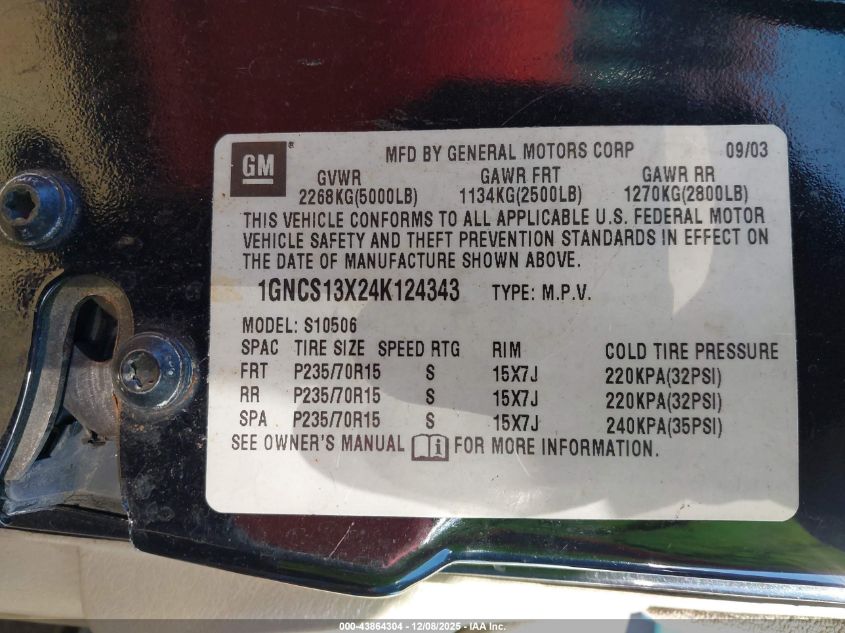 GM® MFD BY GENERAL MOTORS CORP 09/03
GVWR GAWR FRT GAWR RR
2268KG(5000LB) 1134KG(2500LB) 1270KG(2800LB)
THIS VEHICLE CONFORMS TO ALL APPLICABLE U.S. FEDERAL MOTOR
VEHICLE SAFETY AND THEFT PREVENTION STANDARDS IN EFFECT ON
THE DATE OF MANUFACTURE SHOWN ABOVE.
1GNCS13X24K124343 TYPE: M.P.V.
MODEL: S10506
SPAC TIRE SIZE SPEED RTG RIM COLD TIRE PRESSURE
FRT P235/70R15 S 15X7J 220KPA(32PSI)
RR P235/70R15 S 15X7J 220KPA(32PSI)
SPA P235/70R15 S 15X7J 240KPA(35PSI)
SEE OWNER'S MANUAL i FOR MORE INFORMATION.
000-43864304 - 12/08/2025 - IAA Inc.